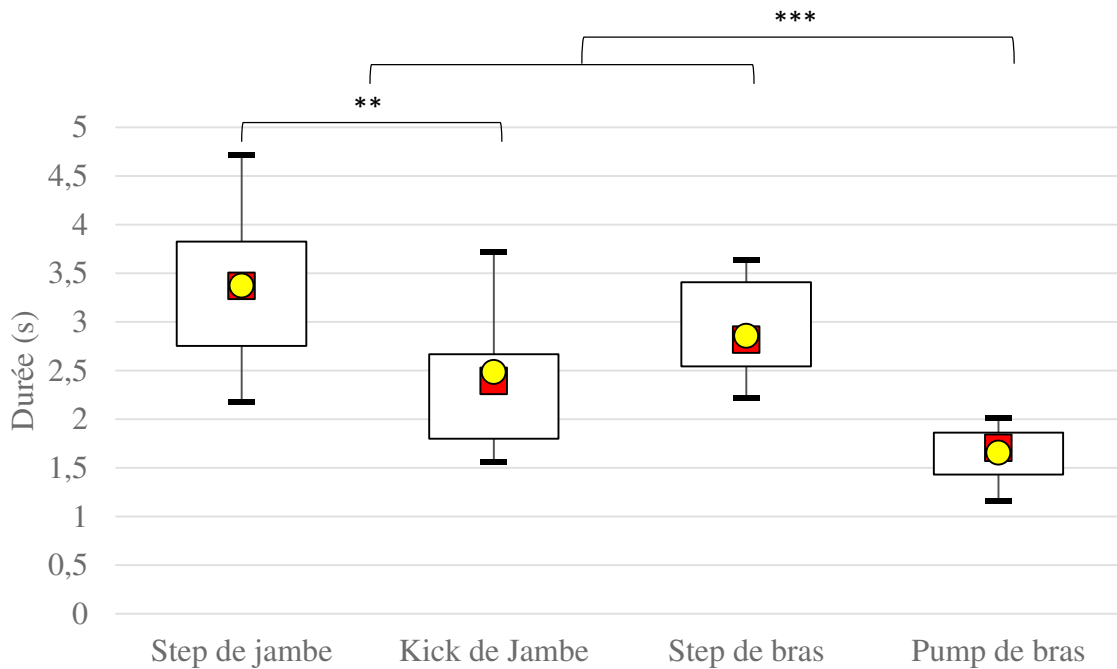 ***
**
5
4,5
4
3,5
3
2,5
2
1,5
1
0,5
0
Durée (s)
Step de jambe
Kick de Jambe
Step de bras
Pump de bras